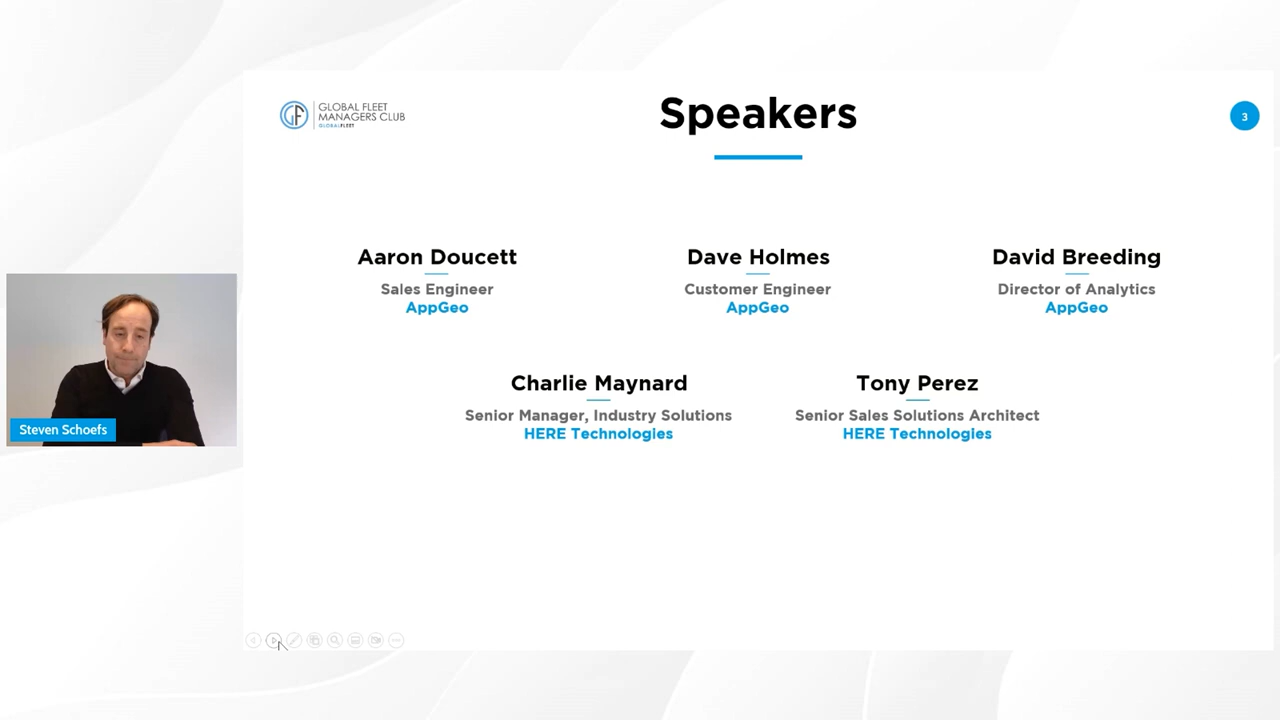 GLOBAL FLEET
MANAGERS CLUB
GLOBALFLEET
Speakers
3
Aaron Doucett
Sales Engineer
AppGeo
Dave Holmes
Customer Engineer
AppGeo
David Breeding
Director of Analytics
AppGeo
Charlie Maynard
Senior Manager, Industry Solutions
HERE Technologies
Tony Perez
Senior Sales Solutions Architect
HERE Technologies
Steven Schoefs